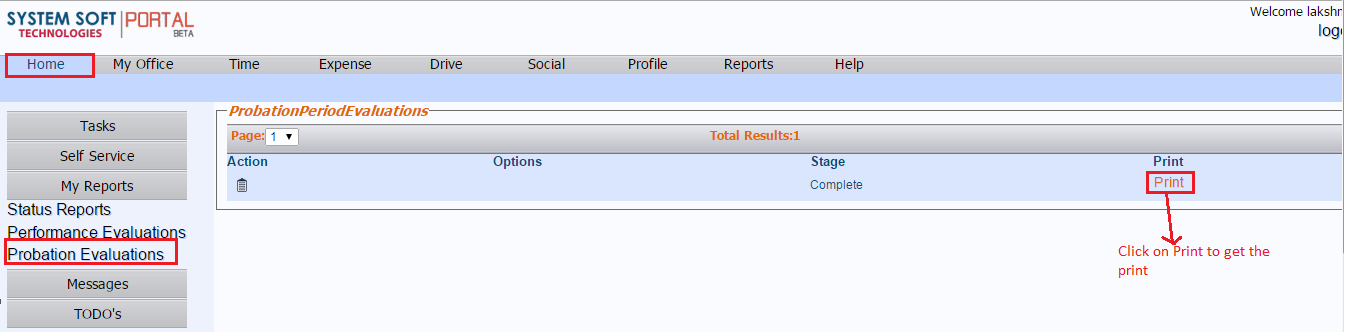 SYSTEM SOFT PORTAL
TECHNOLOGIES BETA
Welcome lakshm
logo
Home My Office Time Expense Drive Social Profile Reports Help
Tasks
Self Service
My Reports
Status Reports
Performance Evaluations
Probation Evaluations
Messages
TODO's
ProbationPeriodEvaluations
Page: 1 Total Results:1
Action Options Stage Print
Complete Print
Click on Print to get the
print